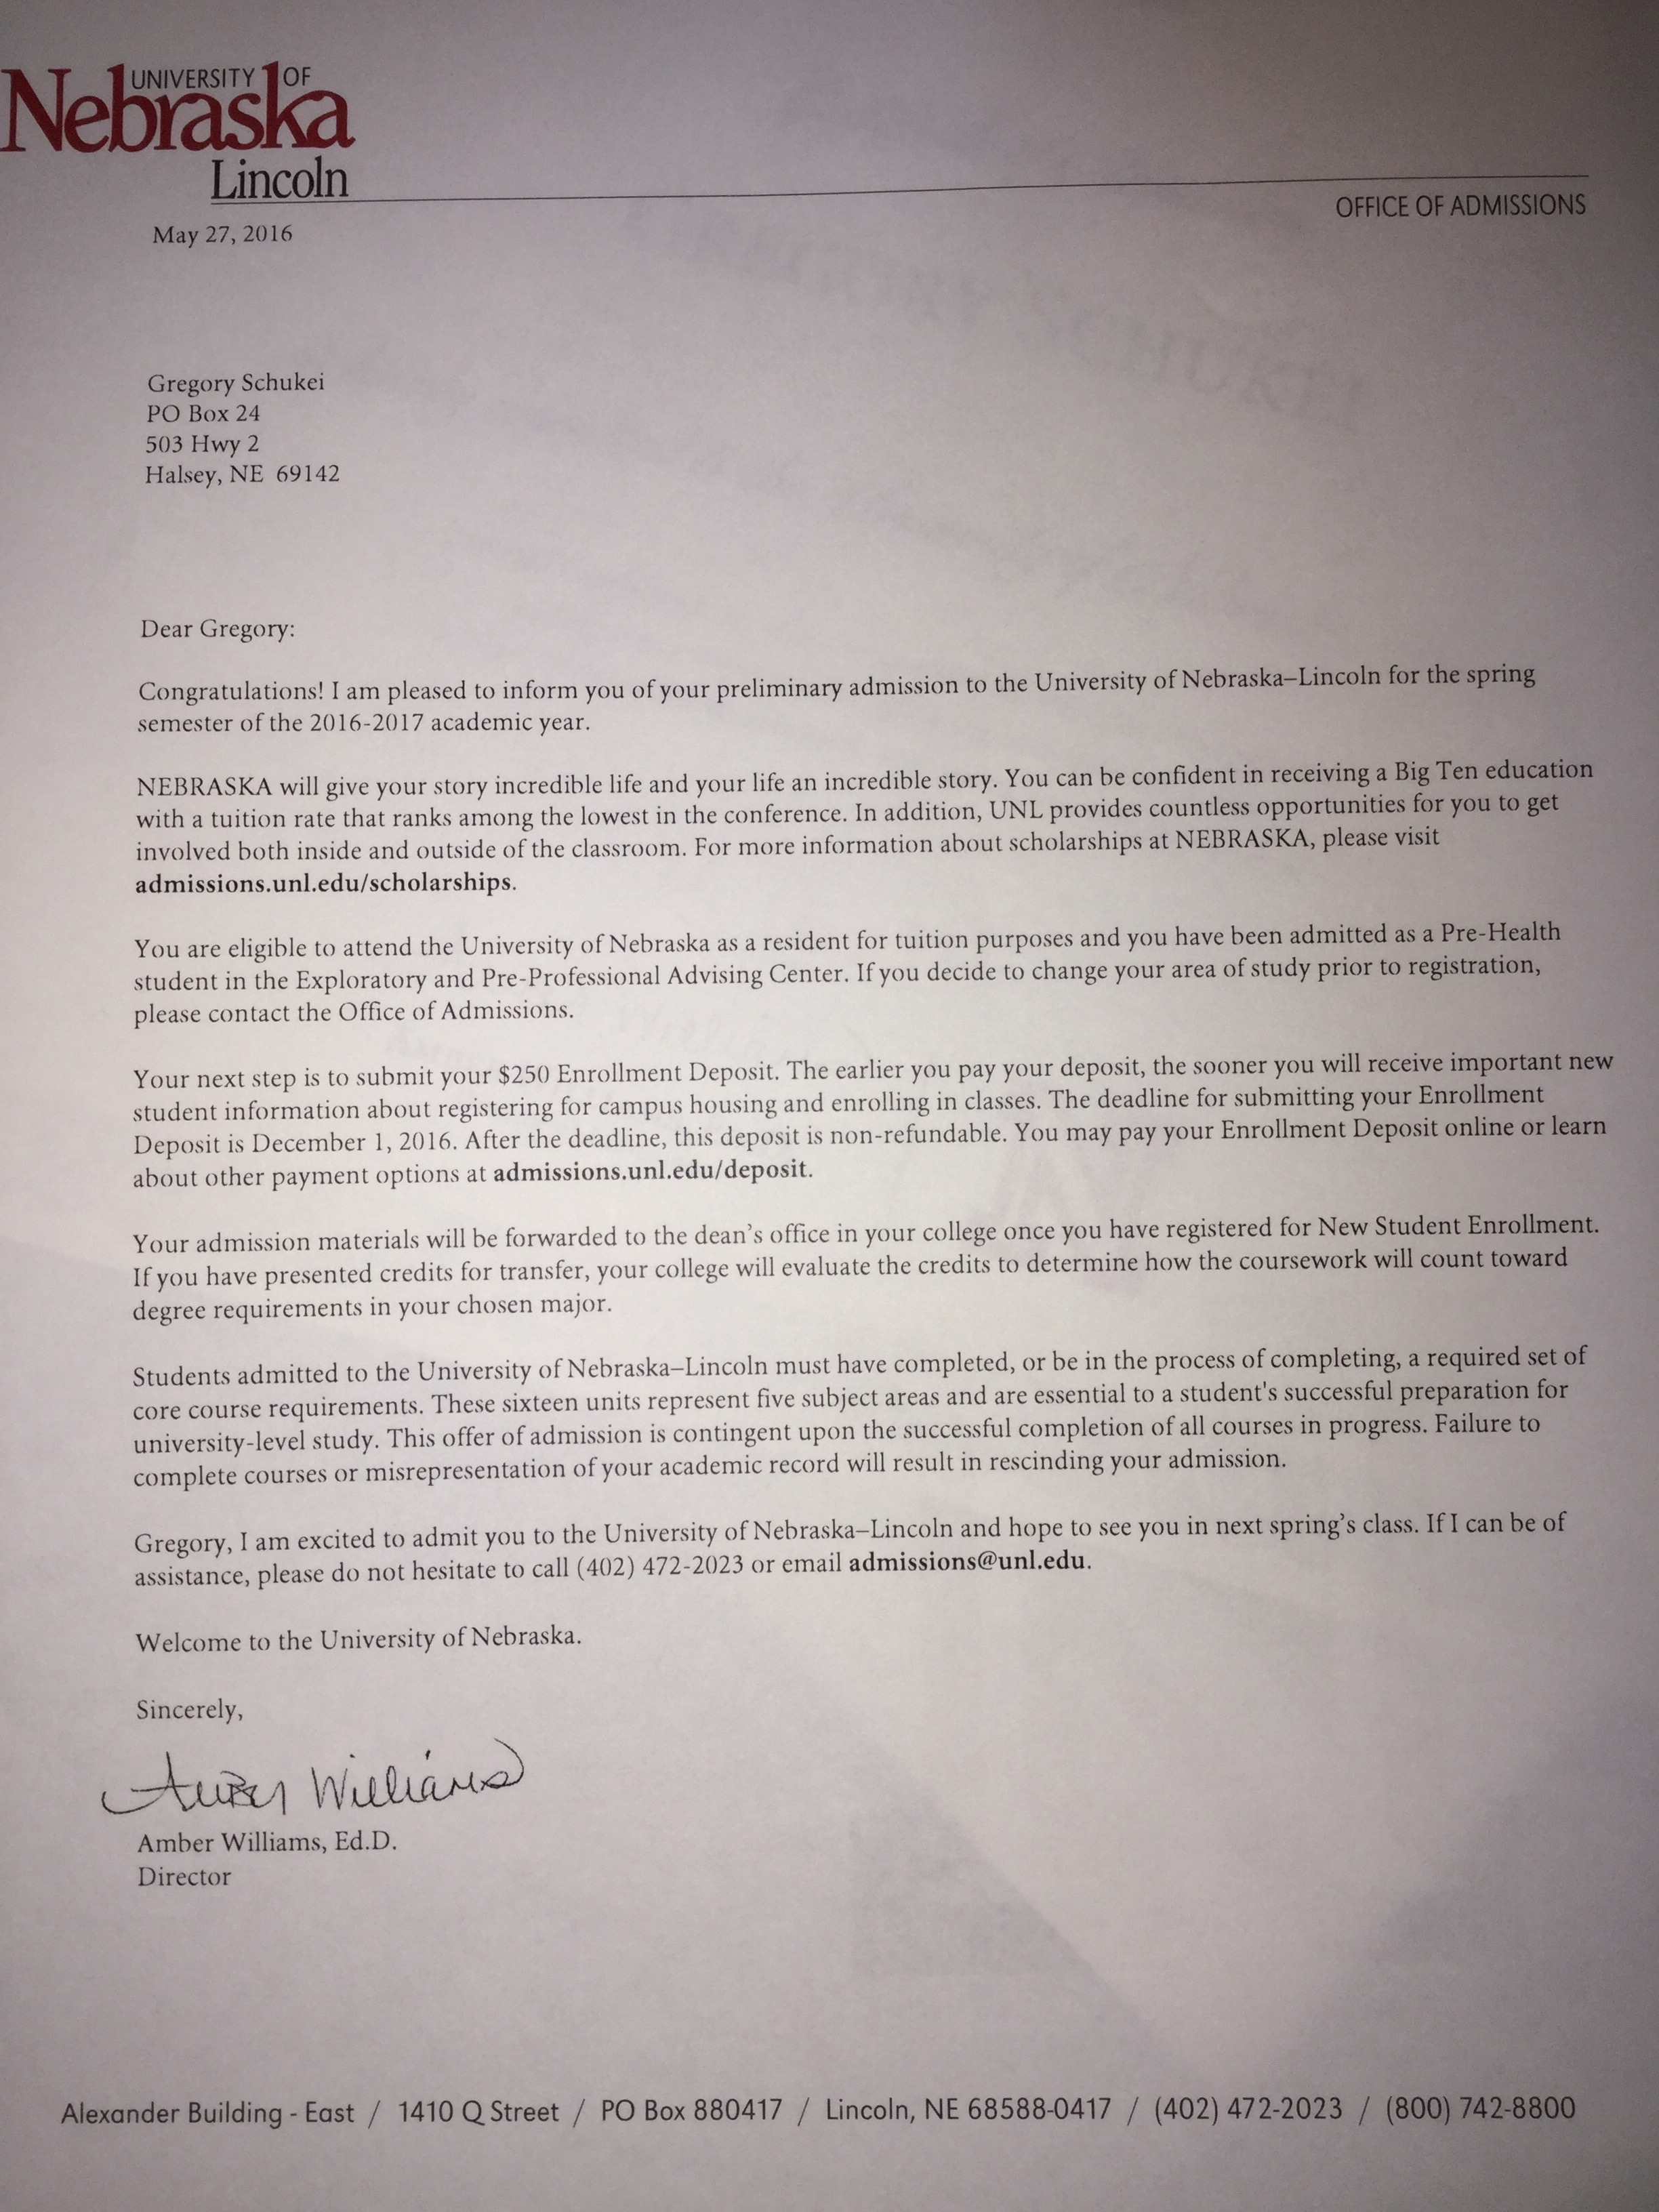 UNIVERSITY OF
Nebraska
Lincoln
OFFICE OF ADMISSIONS
May 27, 2016
Gregory Schukei
PO Box 24
503 Hwy 2
Halsey, NE 69142
Dear Gregory:
Congratulations! I am pleased to inform you of your preliminary admission to the University of Nebraska–Lincoln for the spring
semester of the 2016-2017 academic year.
NEBRASKA will give your story incredible life and your life an incredible story. You can be confident in receiving a Big Ten education
with a tuition rate that ranks among the lowest in the conference. In addition, UNL provides countless opportunities for you to get
involved both inside and outside of the classroom. For more information about scholarships at NEBRASKA, please visit
admissions.unl.edu/scholarships.
You are eligible to attend the University of Nebraska as a resident for tuition purposes and you have been admitted as a Pre-Health
student in the Exploratory and Pre-Professional Advising Center. If you decide to change your area of study prior to registration,
please contact the Office of Admissions.
Your next step is to submit your $250 Enrollment Deposit. The earlier you pay your deposit, the sooner you will receive important new
student information about registering for campus housing and enrolling in classes. The deadline for submitting your Enrollment
Deposit is December 1, 2016. After the deadline, this deposit is non-refundable. You may pay your Enrollment Deposit online or learn
about other payment options at admissions.unl.edu/deposit.
Your admission materials will be forwarded to the dean's office in your college once you have registered for New Student Enrollment.
If you have presented credits for transfer, your college will evaluate the credits to determine how the coursework will count toward
degree requirements in your chosen major.
Students admitted to the University of Nebraska–Lincoln must have completed, or be in the process of completing, a required set of
core course requirements. These sixteen units represent five subject areas and are essential to a student's successful preparation for
university-level study. This offer of admission is contingent upon the successful completion of all courses in progress. Failure to
complete courses or misrepresentation of your academic record will result in rescinding your admission.
Gregory, I am excited to admit you to the University of Nebraska–Lincoln and hope to see you in next spring's class. If I can be of
assistance, please do not hesitate to call (402) 472-2023 or email admissions@unl.edu.
Welcome to the University of Nebraska.
Sincerely,
Amber Williams
Amber Williams, Ed.D.
Director
Alexander Building - East / 1410 Q Street / PO Box 880417 / Lincoln, NE 68588-0417 / (402) 472-2023 / (800) 742-8800